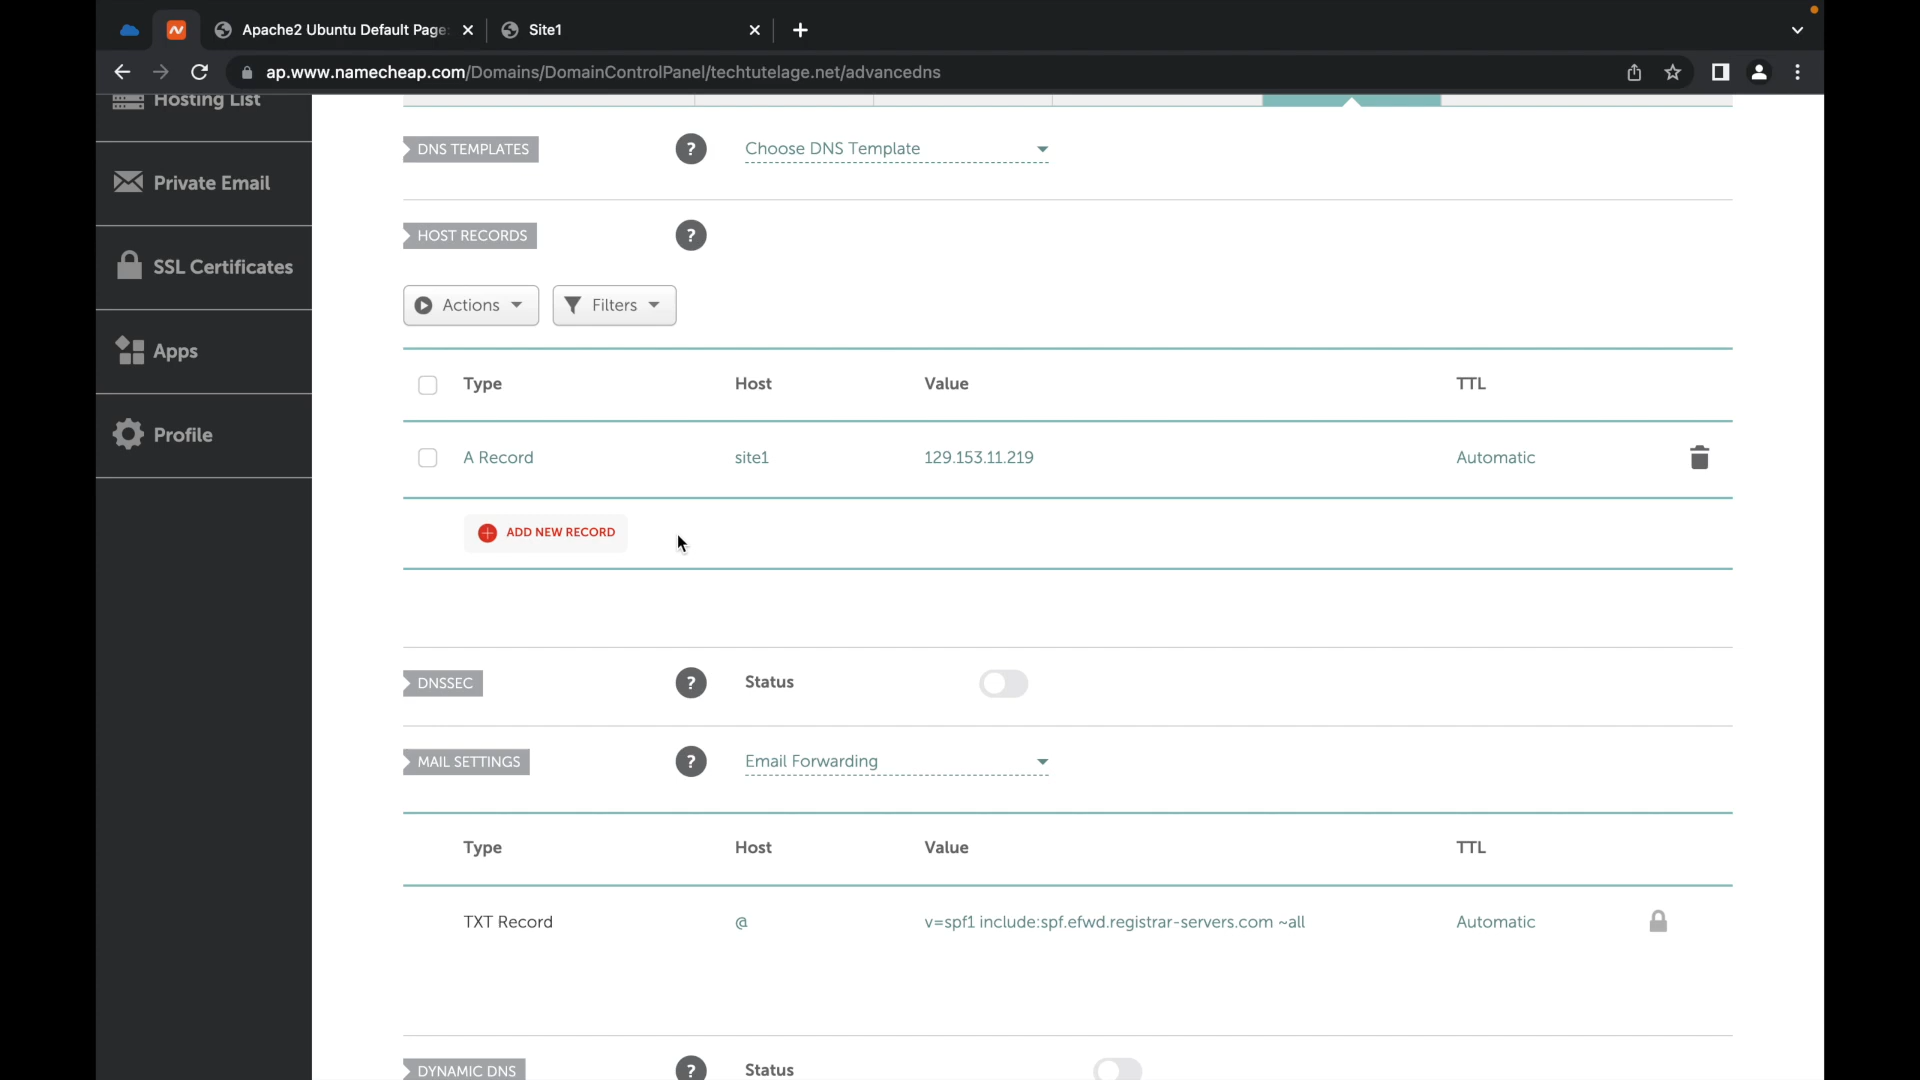 Apache2 Ubuntu Default Page:
Site1
ap.www.namecheap.com/Domains/DomainControlPanel/techtutelage.net/advancedns
Hosting List
Private Email
SSL Certificates
Apps
Profile
DNS TEMPLATES ? Choose DNS Template
HOST RECORDS ?
Actions Filters
Type Host Value TTL
A Record site1 129.153.11.219 Automatic
ADD NEW RECORD
DNSSEC ? Status
MAIL SETTINGS ? Email Forwarding
Type Host Value TTL
TXT Record @ v=spf1 include:spf.efwd.registrar-servers.com ~all Automatic
DYNAMIC DNS ? Status